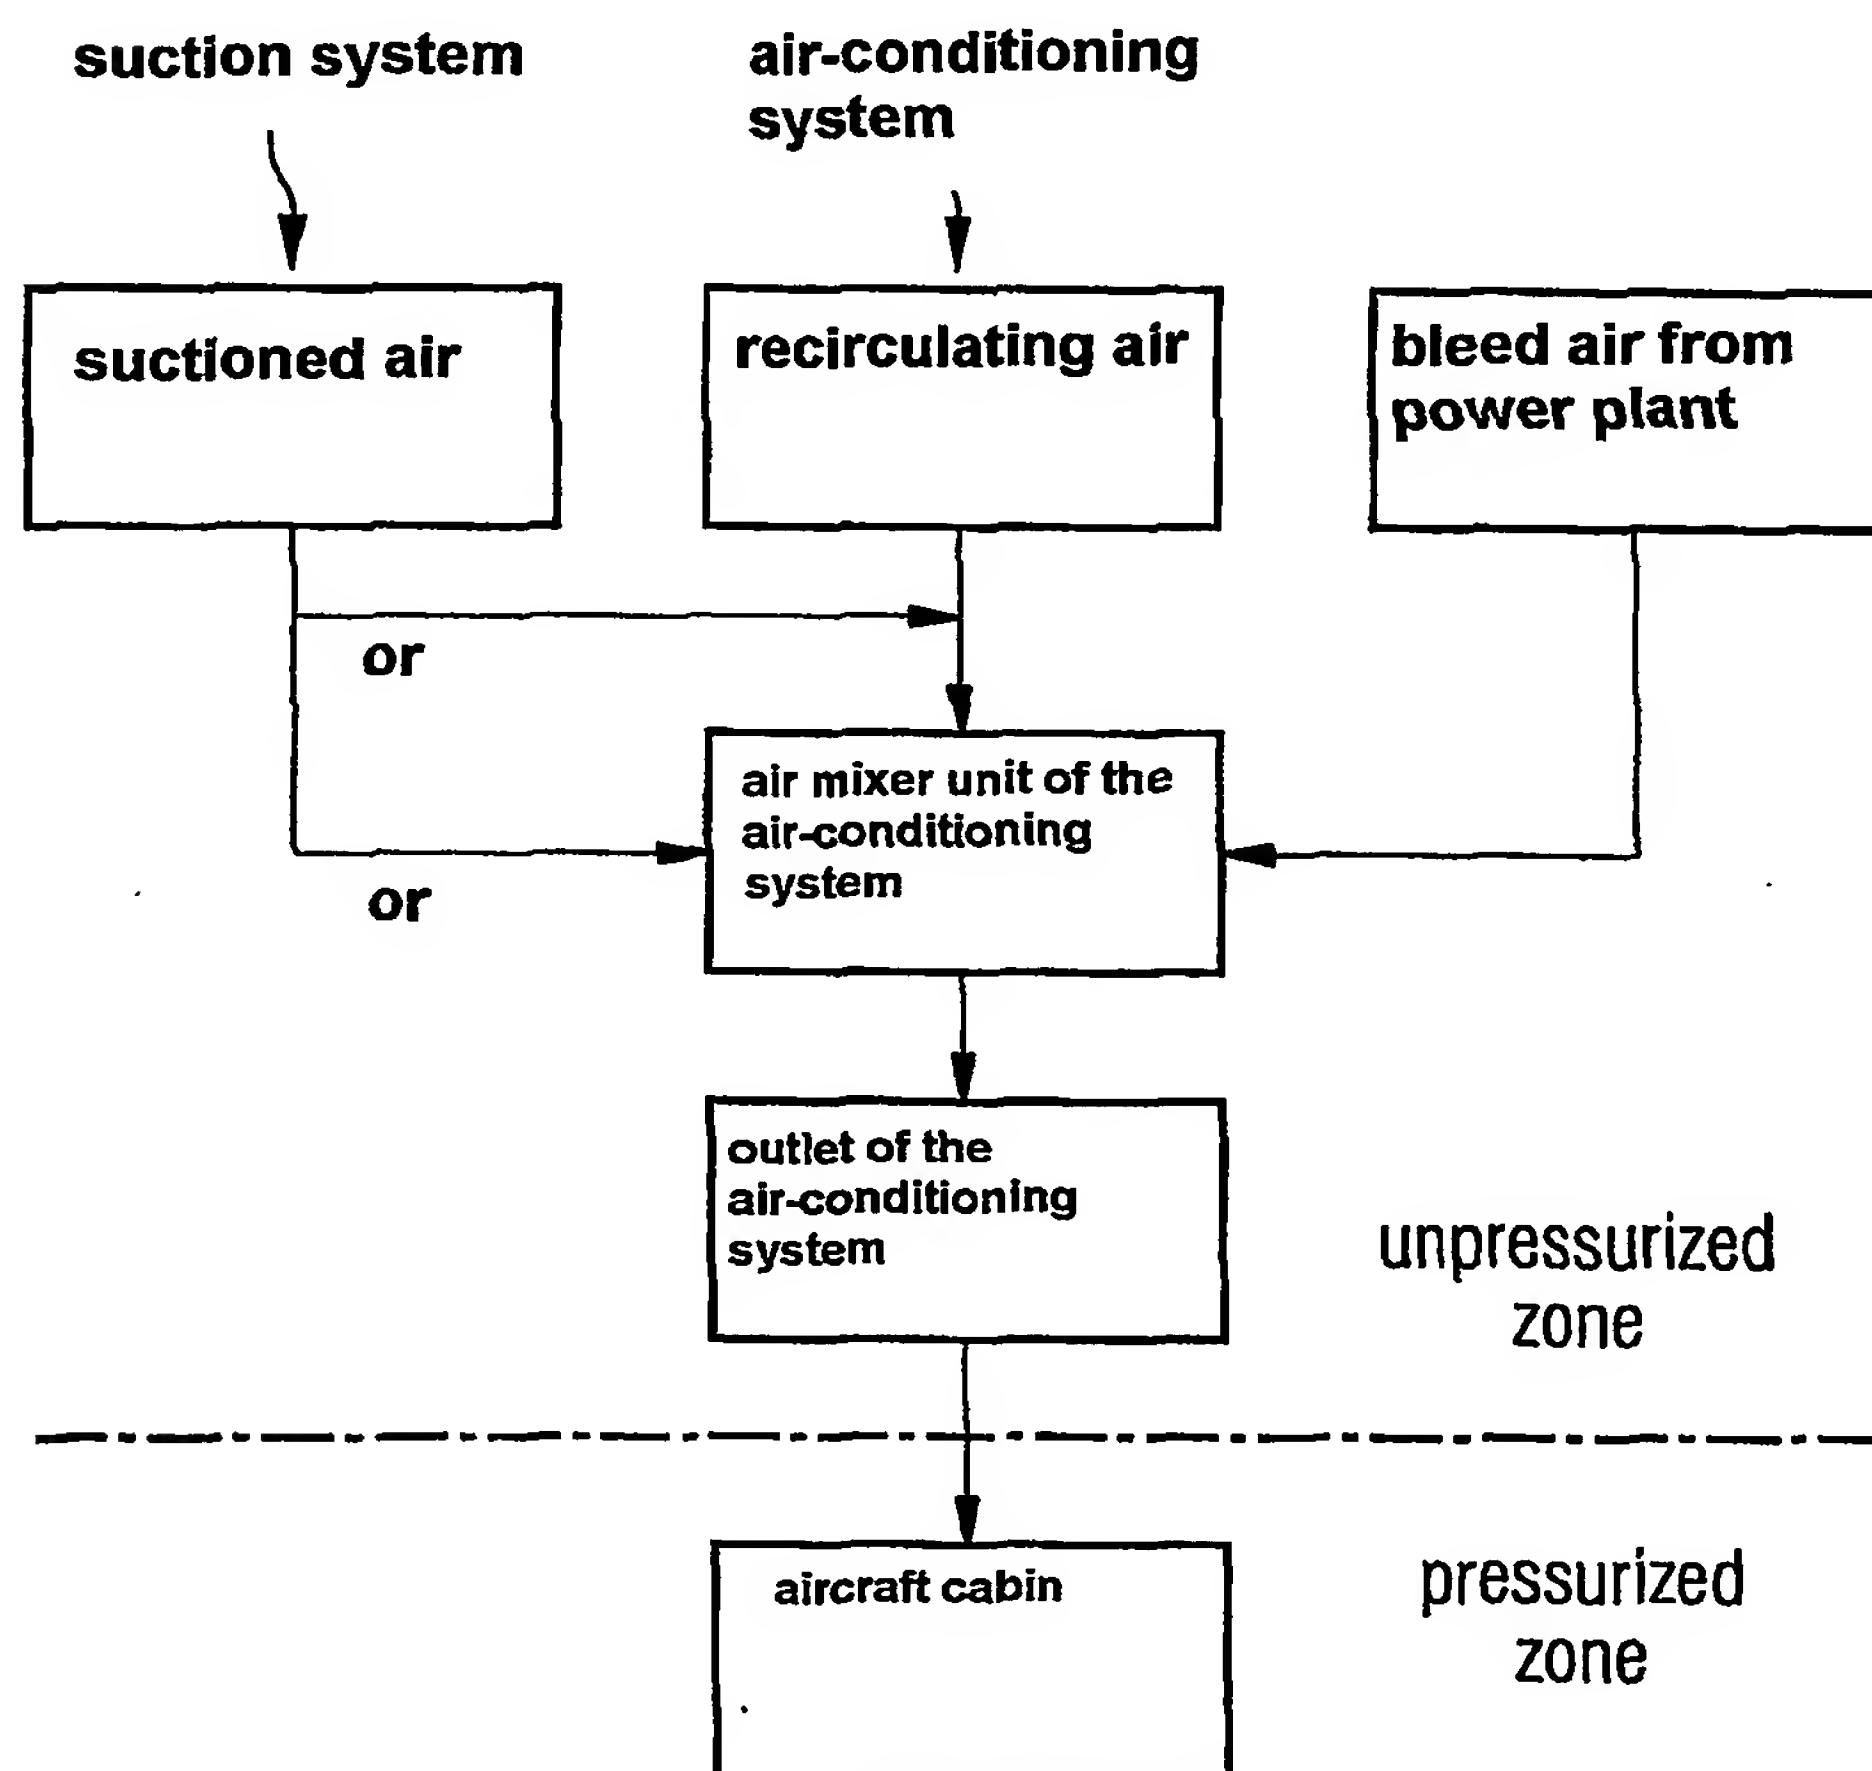 suction system
air-conditioning
system
suctioned air
recirculating air
bleed air from
power plant
or
air mixer unit of the
air-conditioning
system
or
outlet of the
air-conditioning
system
unpressurized
zone
aircraft cabin
pressurized
zone